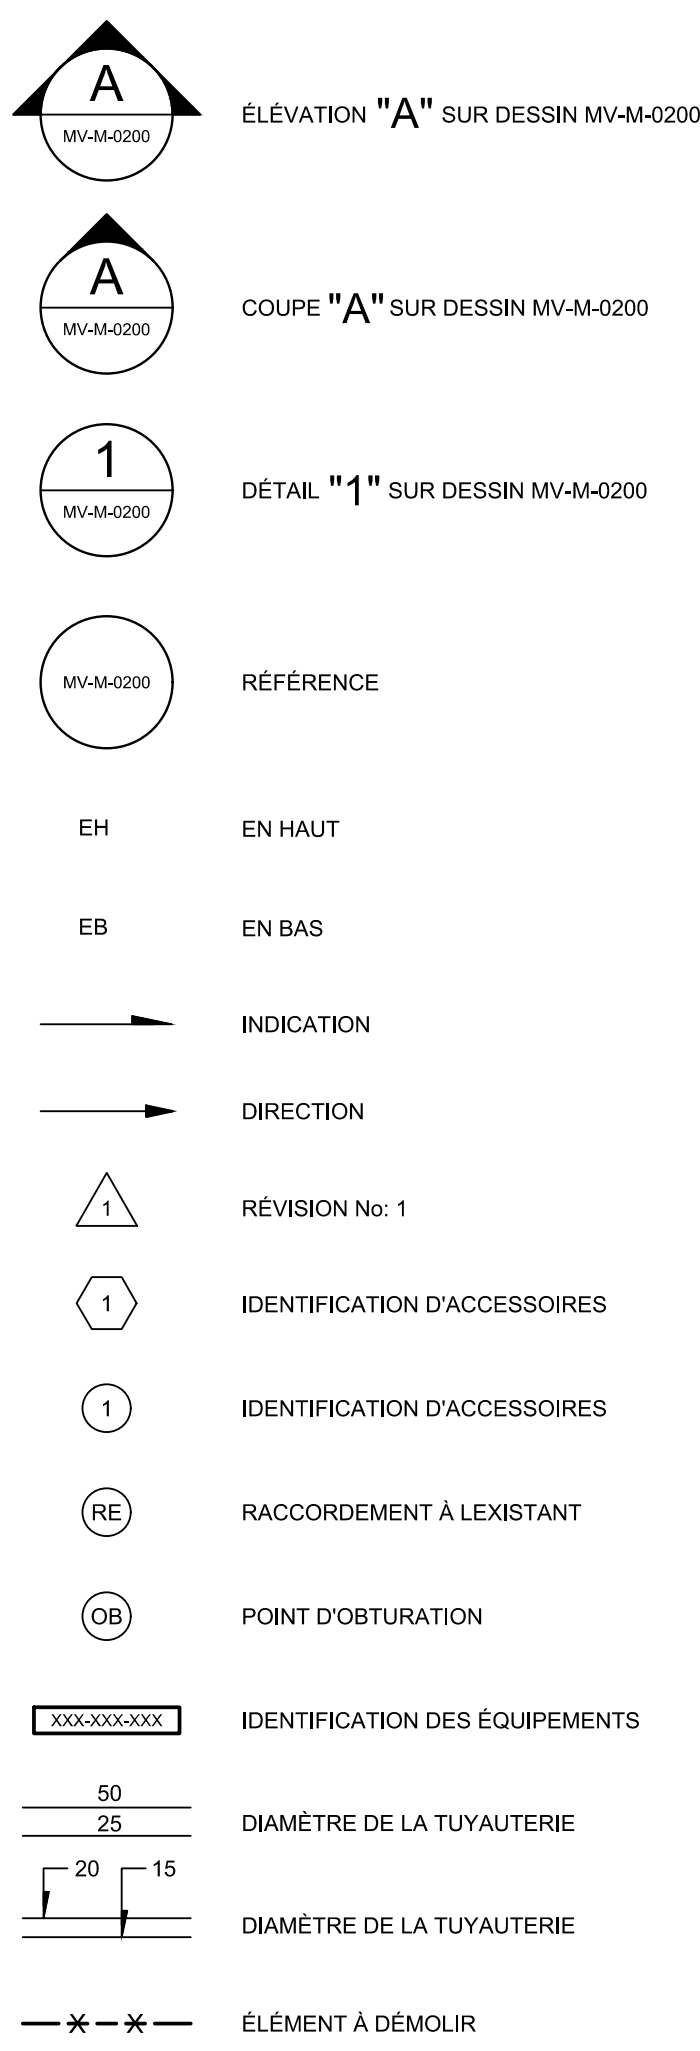 A
MV-M-0200
ÉLÉVATION "A" SUR DESSIN MV-M-0200
A
MV-M-0200
COUPE "A" SUR DESSIN MV-M-0200
1
MV-M-0200
DÉTAIL "1" SUR DESSIN MV-M-0200
MV-M-0200
RÉFÉRENCE
EH
EN HAUT
EB
EN BAS
INDICATION
DIRECTION
1
RÉVISION No: 1
1
IDENTIFICATION D'ACCESSOIRES
1
IDENTIFICATION D'ACCESSOIRES
RE
RACCORDEMENT À LEXISTANT
OB
POINT D'OBTURATION
XXX-XXX-XXX
IDENTIFICATION DES ÉQUIPEMENTS
50
25
DIAMÈTRE DE LA TUYAUTERIE
20
15
DIAMÈTRE DE LA TUYAUTERIE
ÉLÉMENT À DÉMOLIR